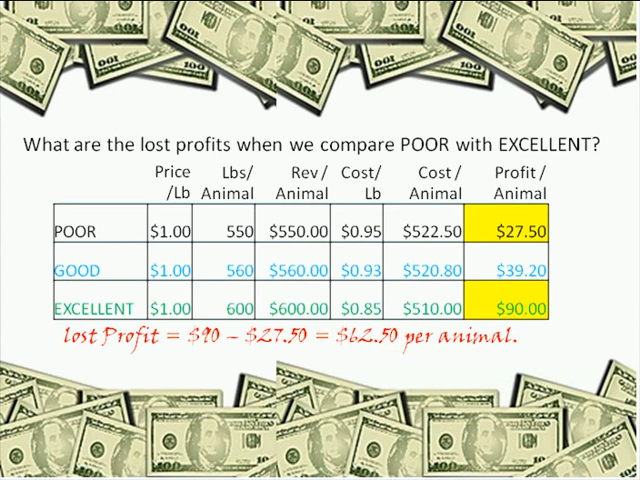 What are the lost profits when we compare POOR with EXCELLENT?
Price /Lb Lbs/ Animal Rev / Animal Cost/ Lb Cost / Animal Profit / Animal
POOR $1.00 550 $550.00 $0.95 $522.50 $27.50
GOOD $1.00 560 $560.00 $0.93 $520.80 $39.20
EXCELLENT $1.00 600 $600.00 $0.85 $510.00 $90.00
lost Profit = $90 – $27.50 = $62.50 per animal.